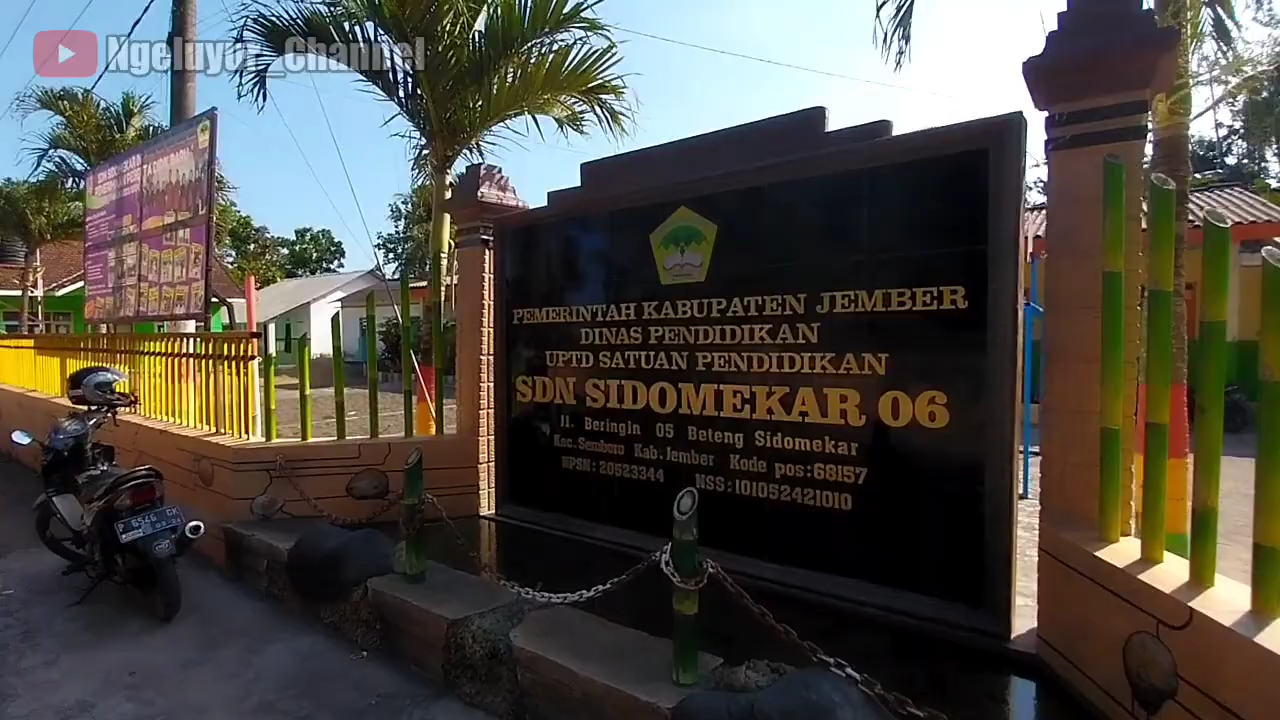 Ngeluyor_Channel
PEMERINTAH KABUPATEN JEMBER
DINAS PENDIDIKAN
UPTD SATUAN PENDIDIKAN
SDN SIDOMEKAR 06
Jl. Beringin 05 Beteng Sidomekar
Kec. Semboro Kab. Jember Kode pos: 68157
NPSN: 20523344 NSS: 101052421010
P 6546 GK